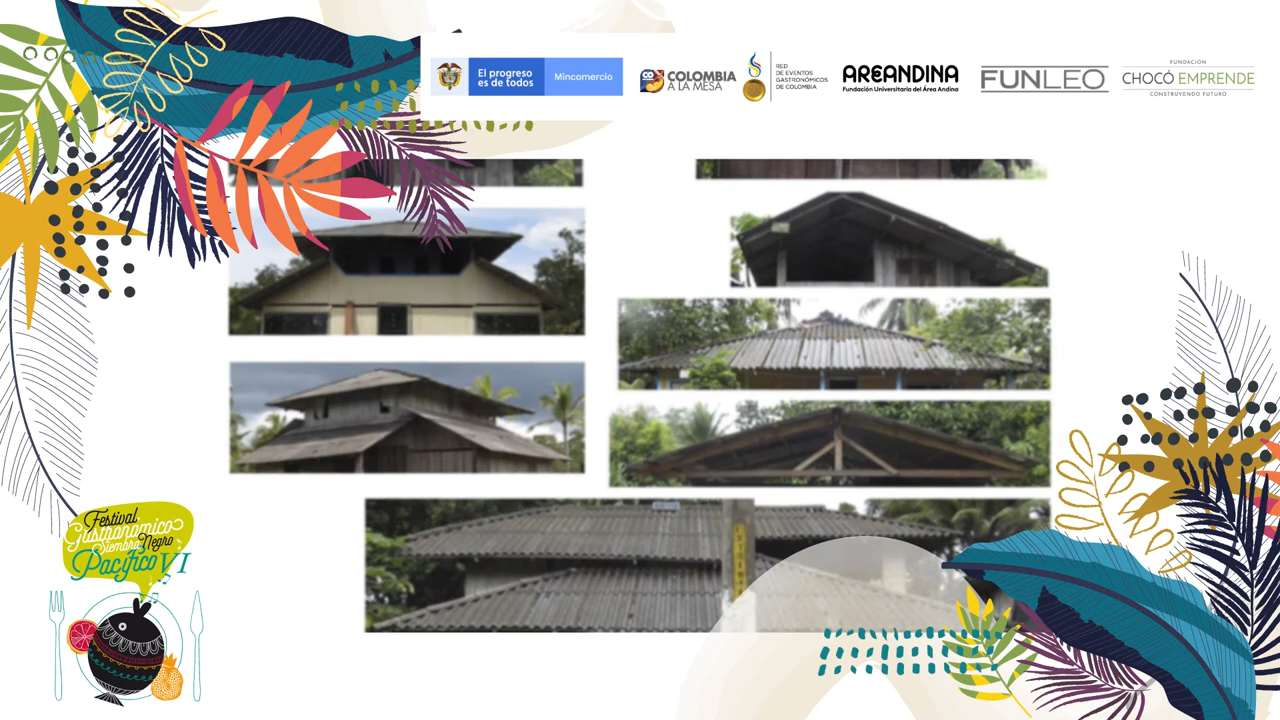 El progreso
es de todos
Mincomercio
CO
COLOMBIA
A LA MESA
RED
DE EVENTOS
GASTRONÓMICOS
DE COLOMBIA
AREANDINA
Fundación Universitaria del Área Andina
FUNLEO
FUNDACIÓN
CHOCÓ EMPRENDE
CONSTRUYENDO FUTURO
Festival
Gastronómico
Siembra Negro
Pacífico VI